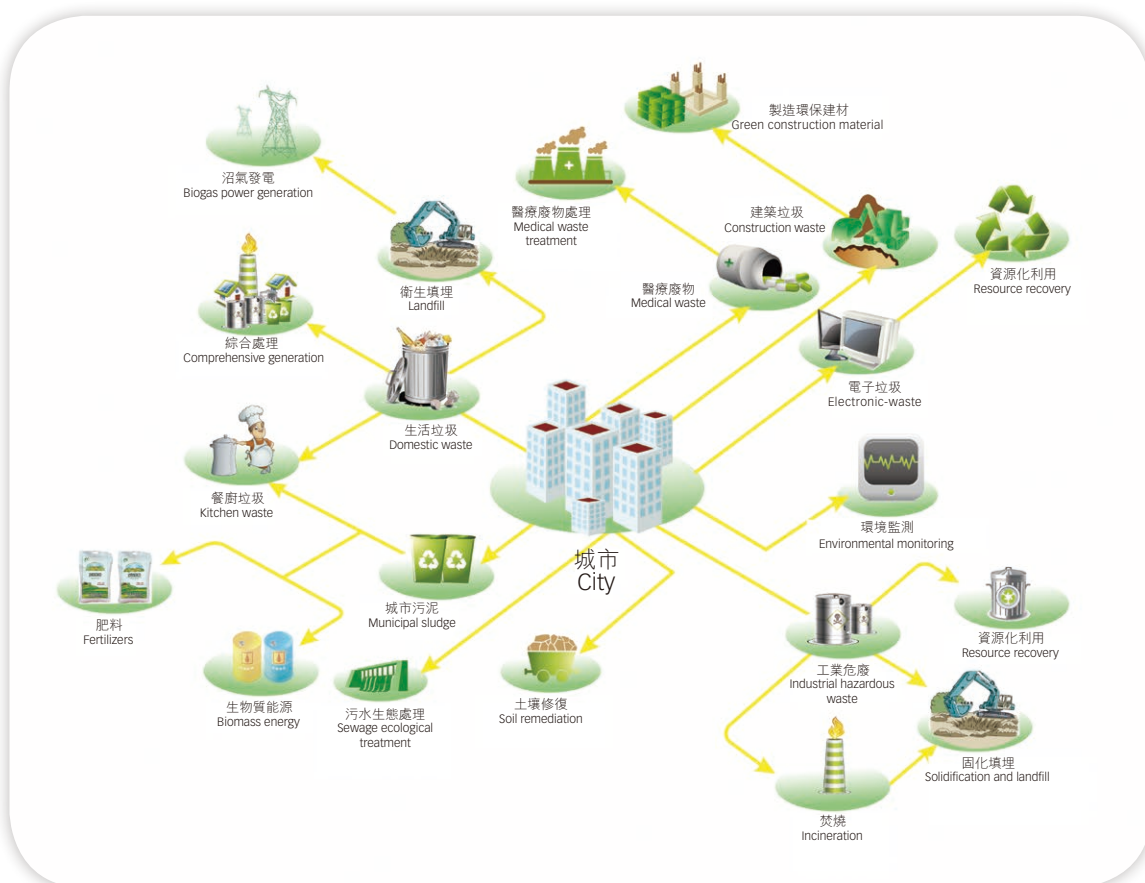 製造環保建材
Green construction material
沼氣發電
Biogas power generation
醫療廢物處理
Medical waste
treatment
建築垃圾
Construction waste
資源化利用
Resource recovery
醫療廢物
Medical waste
衛生填埋
Landfill
綜合處理
Comprehensive generation
電子垃圾
Electronic-waste
生活垃圾
Domestic waste
餐廚垃圾
Kitchen waste
環境監測
Environmental monitoring
城市
City
城市污泥
Municipal sludge
肥料
Fertilizers
資源化利用
Resource recovery
工業危廢
Industrial hazardous
waste
生物質能源
Biomass energy
污水生態處理
Sewage ecological
treatment
土壤修復
Soil remediation
固化填埋
Solidification and landfill
焚燒
Incineration